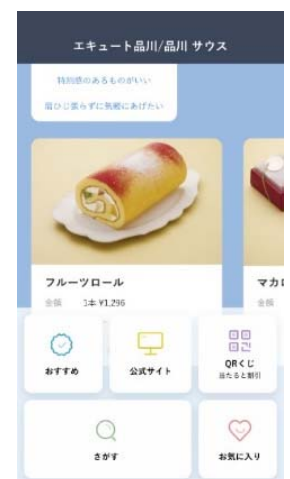 エキュート品川/品川 サウス
特別感のあるものがいい
肩ひじ張らずに気軽にあげたい
フルーツロール
金額 1本 ¥1,296
マカロ
金額
おすすめ
公式サイト
QRくじ
当たると割引
さがす
お気に入り